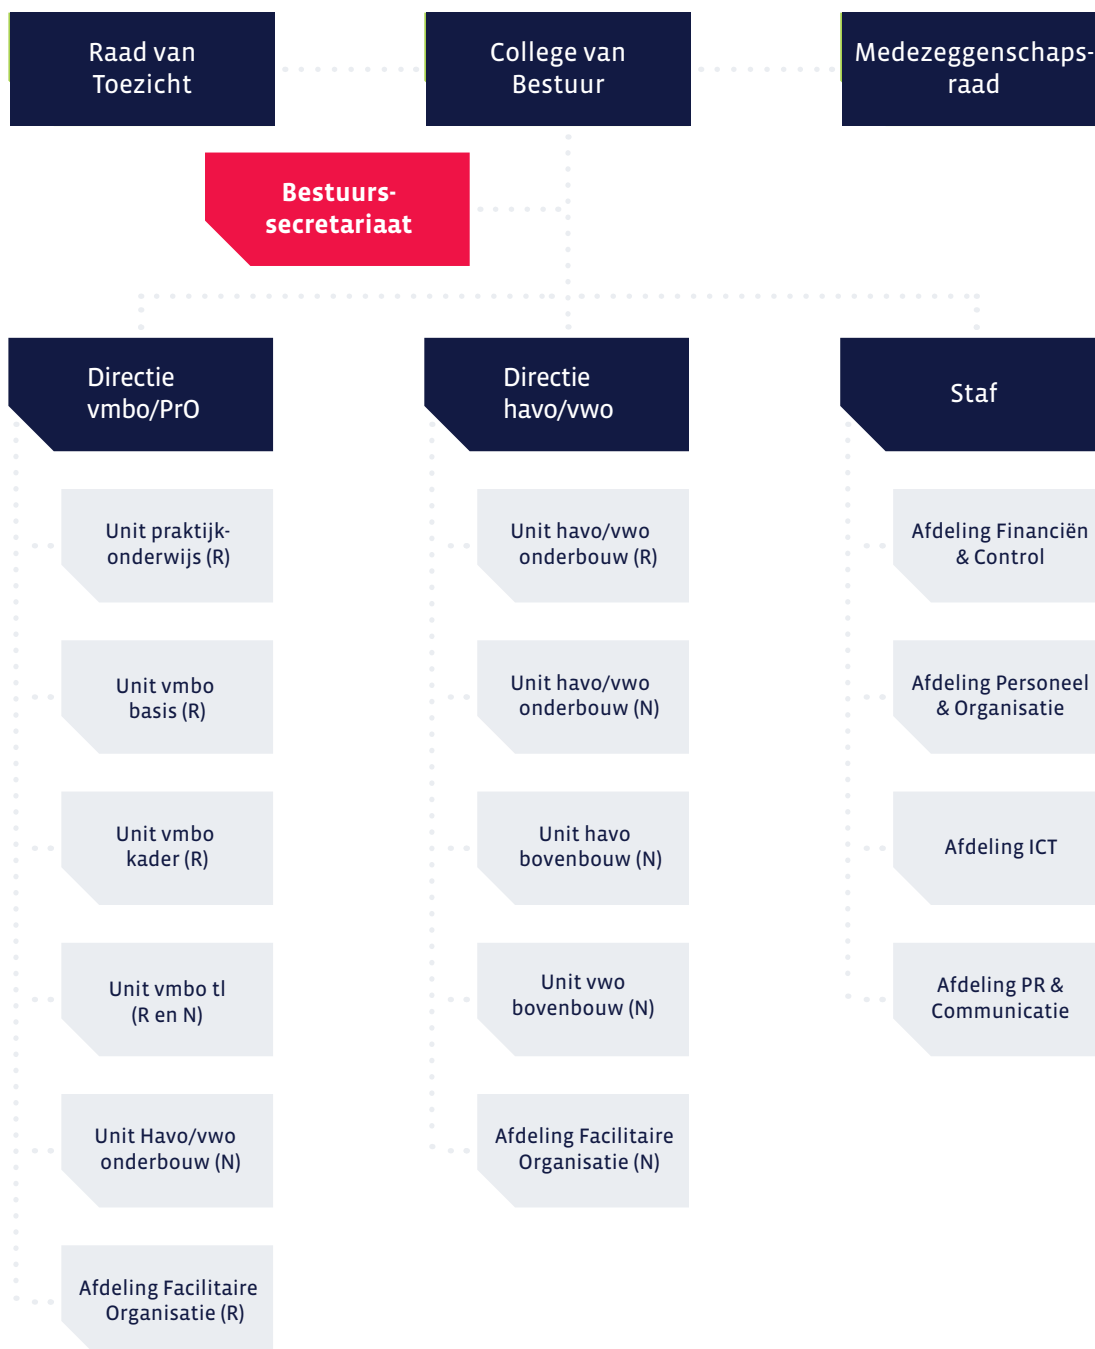 Raad van
Toezicht
College van
Bestuur
Medezeggenschaps-
raad
Bestuurs-
secretariaat
Directie
vmbo/PrO
Unit praktijk-
onderwijs (R)
Unit vmbo
basis (R)
Unit vmbo
kader (R)
Unit vmbo tl
(R en N)
Unit Havo/vwo
onderbouw (N)
Afdeling Facilitaire
Organisatie (R)
Directie
havo/vwo
Unit havo/vwo
onderbouw (R)
Unit havo/vwo
onderbouw (N)
Unit havo
bovenbouw (N)
Unit vwo
bovenbouw (N)
Afdeling Facilitaire
Organisatie (N)
Staf
Afdeling Financiën
& Control
Afdeling Personeel
& Organisatie
Afdeling ICT
Afdeling PR &
Communicatie